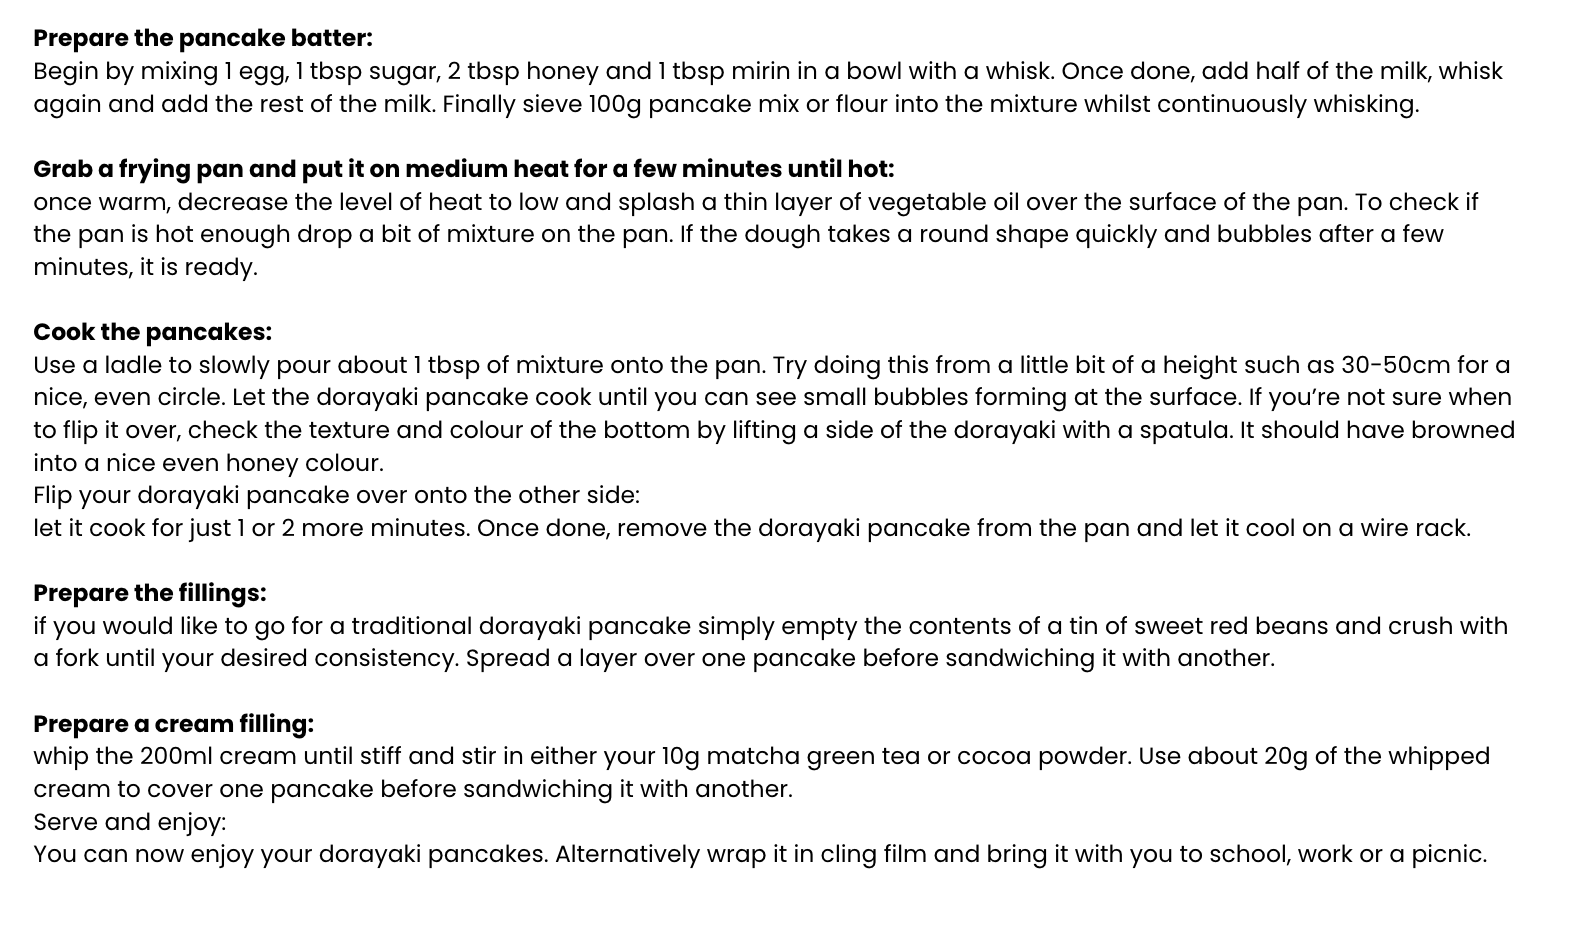 Prepare the pancake batter:
Begin by mixing 1 egg, 1 tbsp sugar, 2 tbsp honey and 1 tbsp mirin in a bowl with a whisk. Once done, add half of the milk, whisk
again and add the rest of the milk. Finally sieve 100g pancake mix or flour into the mixture whilst continuously whisking.
Grab a frying pan and put it on medium heat for a few minutes until hot:
once warm, decrease the level of heat to low and splash a thin layer of vegetable oil over the surface of the pan. To check if
the pan is hot enough drop a bit of mixture on the pan. If the dough takes a round shape quickly and bubbles after a few
minutes, it is ready.
Cook the pancakes:
Use a ladle to slowly pour about 1 tbsp of mixture onto the pan. Try doing this from a little bit of a height such as 30-50cm for a
nice, even circle. Let the dorayaki pancake cook until you can see small bubbles forming at the surface. If you’re not sure when
to flip it over, check the texture and colour of the bottom by lifting a side of the dorayaki with a spatula. It should have browned
into a nice even honey colour.
Flip your dorayaki pancake over onto the other side:
let it cook for just 1 or 2 more minutes. Once done, remove the dorayaki pancake from the pan and let it cool on a wire rack.
Prepare the fillings:
if you would like to go for a traditional dorayaki pancake simply empty the contents of a tin of sweet red beans and crush with
a fork until your desired consistency. Spread a layer over one pancake before sandwiching it with another.
Prepare a cream filling:
whip the 200ml cream until stiff and stir in either your 10g matcha green tea or cocoa powder. Use about 20g of the whipped
cream to cover one pancake before sandwiching it with another.
Serve and enjoy:
You can now enjoy your dorayaki pancakes. Alternatively wrap it in cling film and bring it with you to school, work or a picnic.